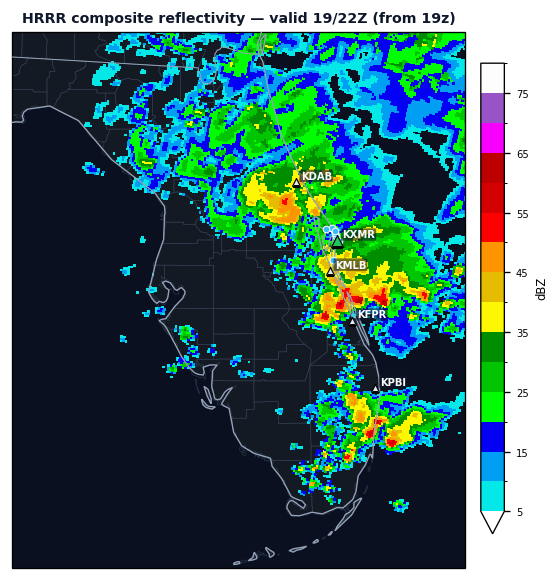 HRRR composite reflectivity — valid 19/22Z (from 19z)
75
65
KDAB
55
KXMR
45
KMLB
dBZ
KFPR
35
KPBI
25
15
5